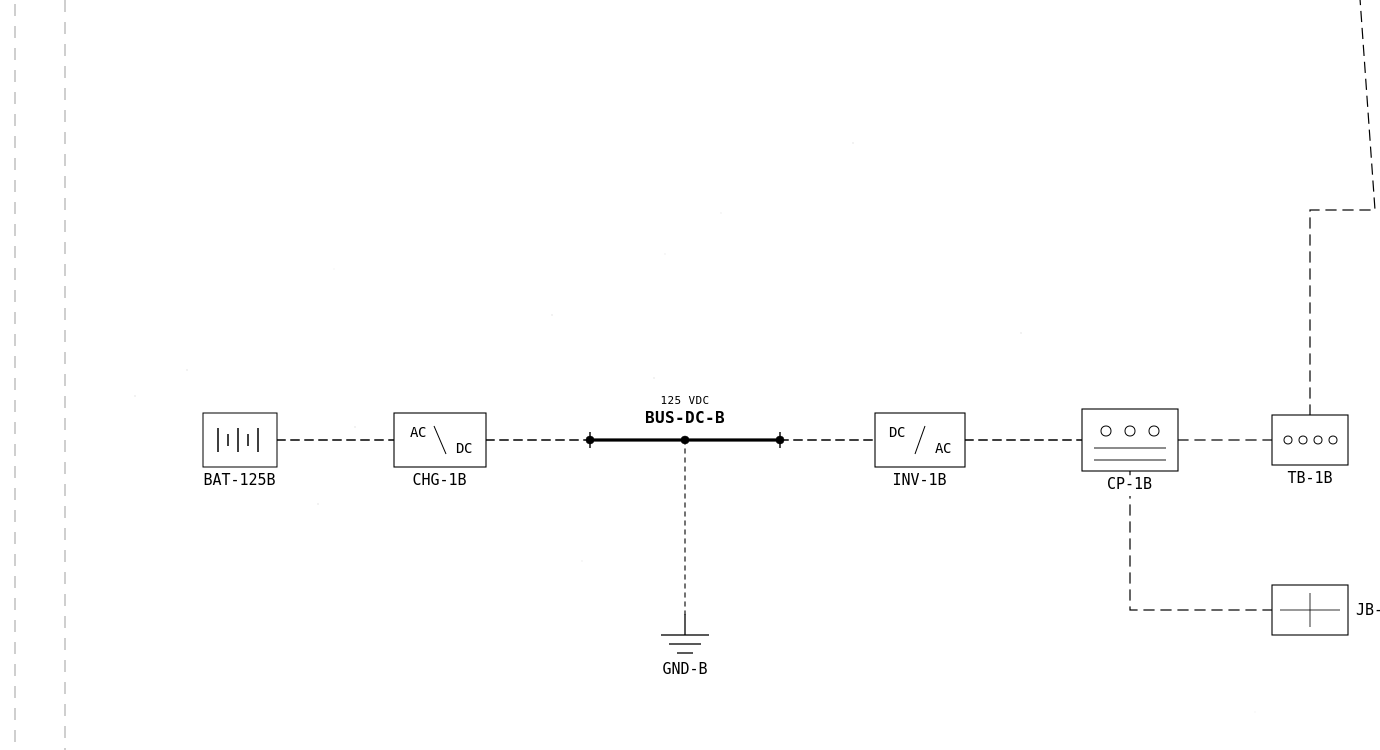 125 VDC
BUS-DC-B
AC
DC
DC
AC
BAT-125B
CHG-1B
INV-1B
CP-1B
TB-1B
JB-
GND-B